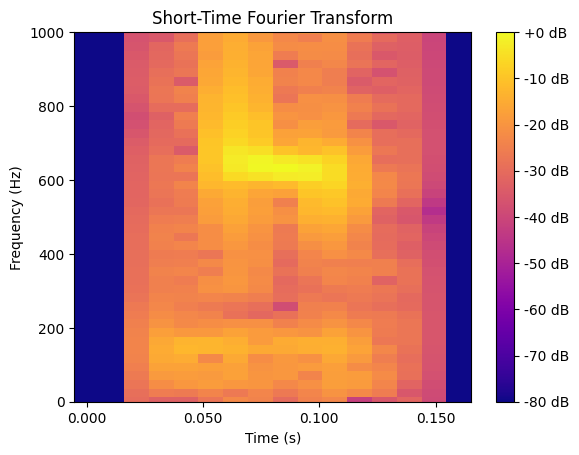 Short-Time Fourier Transform
1000
800
600
400
200
0
Frequency (Hz)
0.000
0.050
0.100
0.150
Time (s)
+0 dB
-10 dB
-20 dB
-30 dB
-40 dB
-50 dB
-60 dB
-70 dB
-80 dB